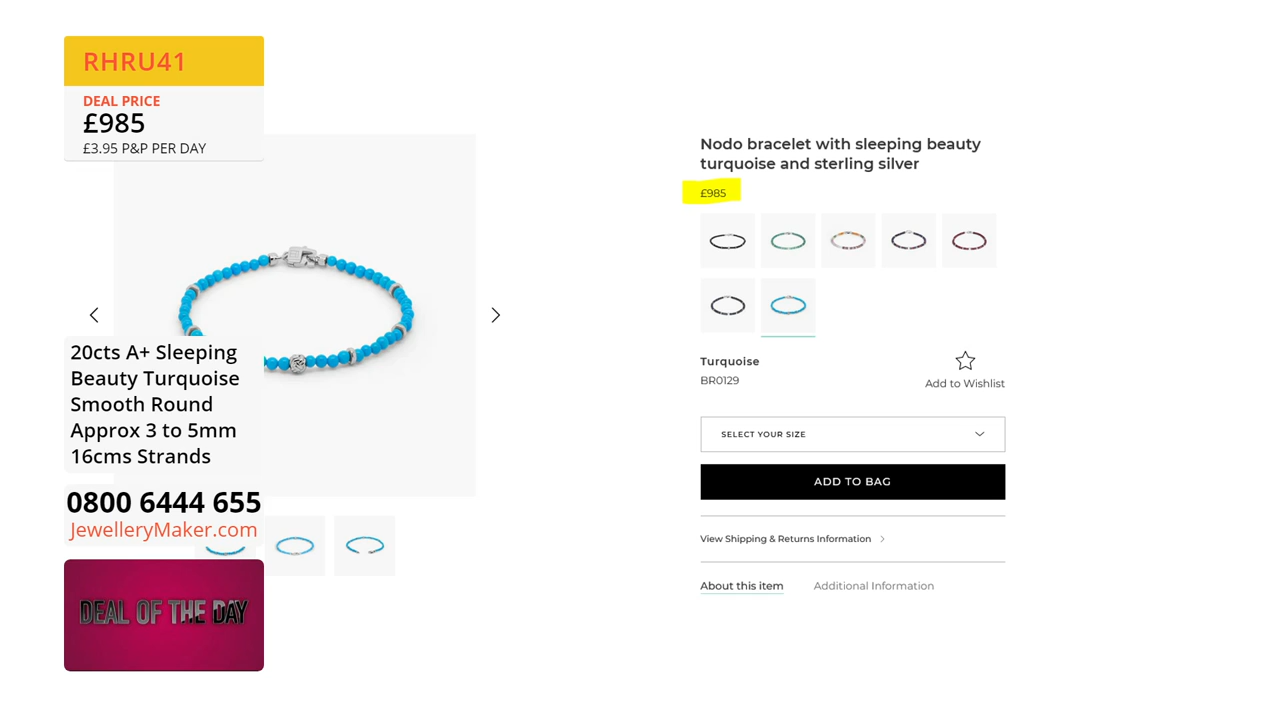 RHRU41
DEAL PRICE
£985
£3.95 P&P PER DAY
20cts A+ Sleeping
Beauty Turquoise
Smooth Round
Approx 3 to 5mm
16cms Strands
0800 6444 655
JewelleryMaker.com
DEAL OF THE DAY
Nodo bracelet with sleeping beauty
turquoise and sterling silver
£985
Turquoise
BR0129
Add to Wishlist
SELECT YOUR SIZE
ADD TO BAG
View Shipping & Returns Information
About this item
Additional Information